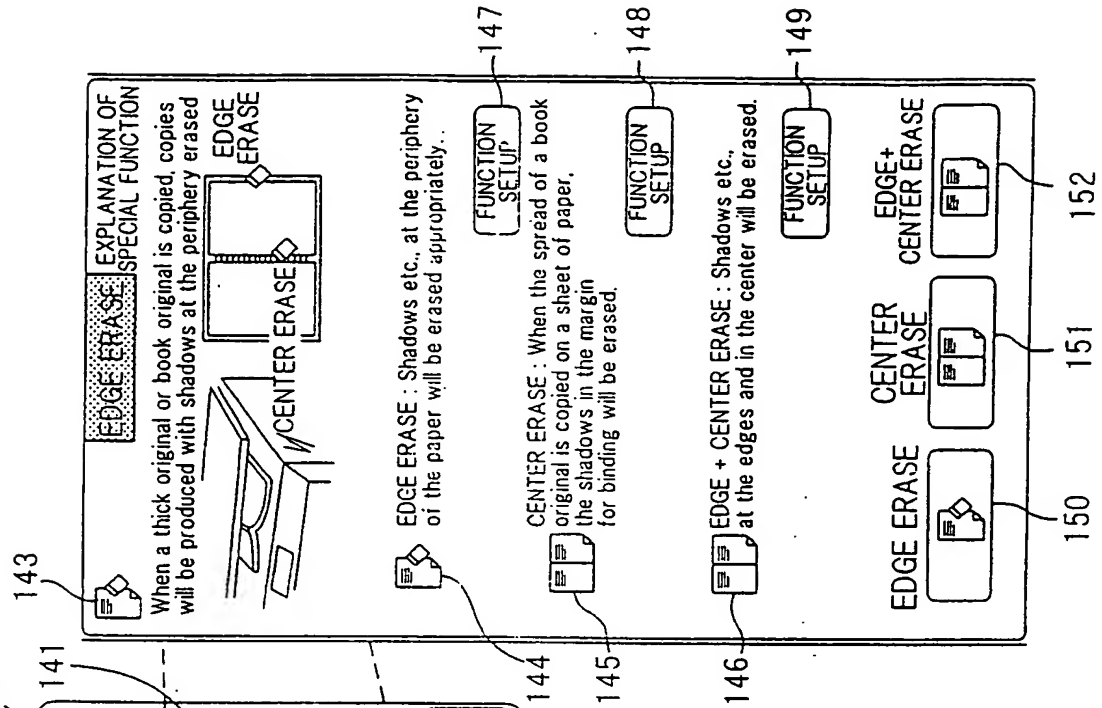 143
EDGE ERASE
EXPLANATION OF
SPECIAL FUNCTION
When a thick original or book original is copied, copies
will be produced with shadows at the periphery erased
EDGE
ERASE
CENTER ERASE
EDGE ERASE : Shadows etc., at the periphery
of the paper will be erased appropriately..
FUNCTION
SETUP
147
CENTER ERASE : When the spread of a book
original is copied on a sheet of paper,
the shadows in the margin
for binding will be erased.
FUNCTION
SETUP
148
EDGE + CENTER ERASE : Shadows etc.,
at the edges and in the center will be erased.
FUNCTION
SETUP
149
EDGE ERASE
CENTER
ERASE
EDGE+
CENTER ERASE
150
151
152
141
144
145
146